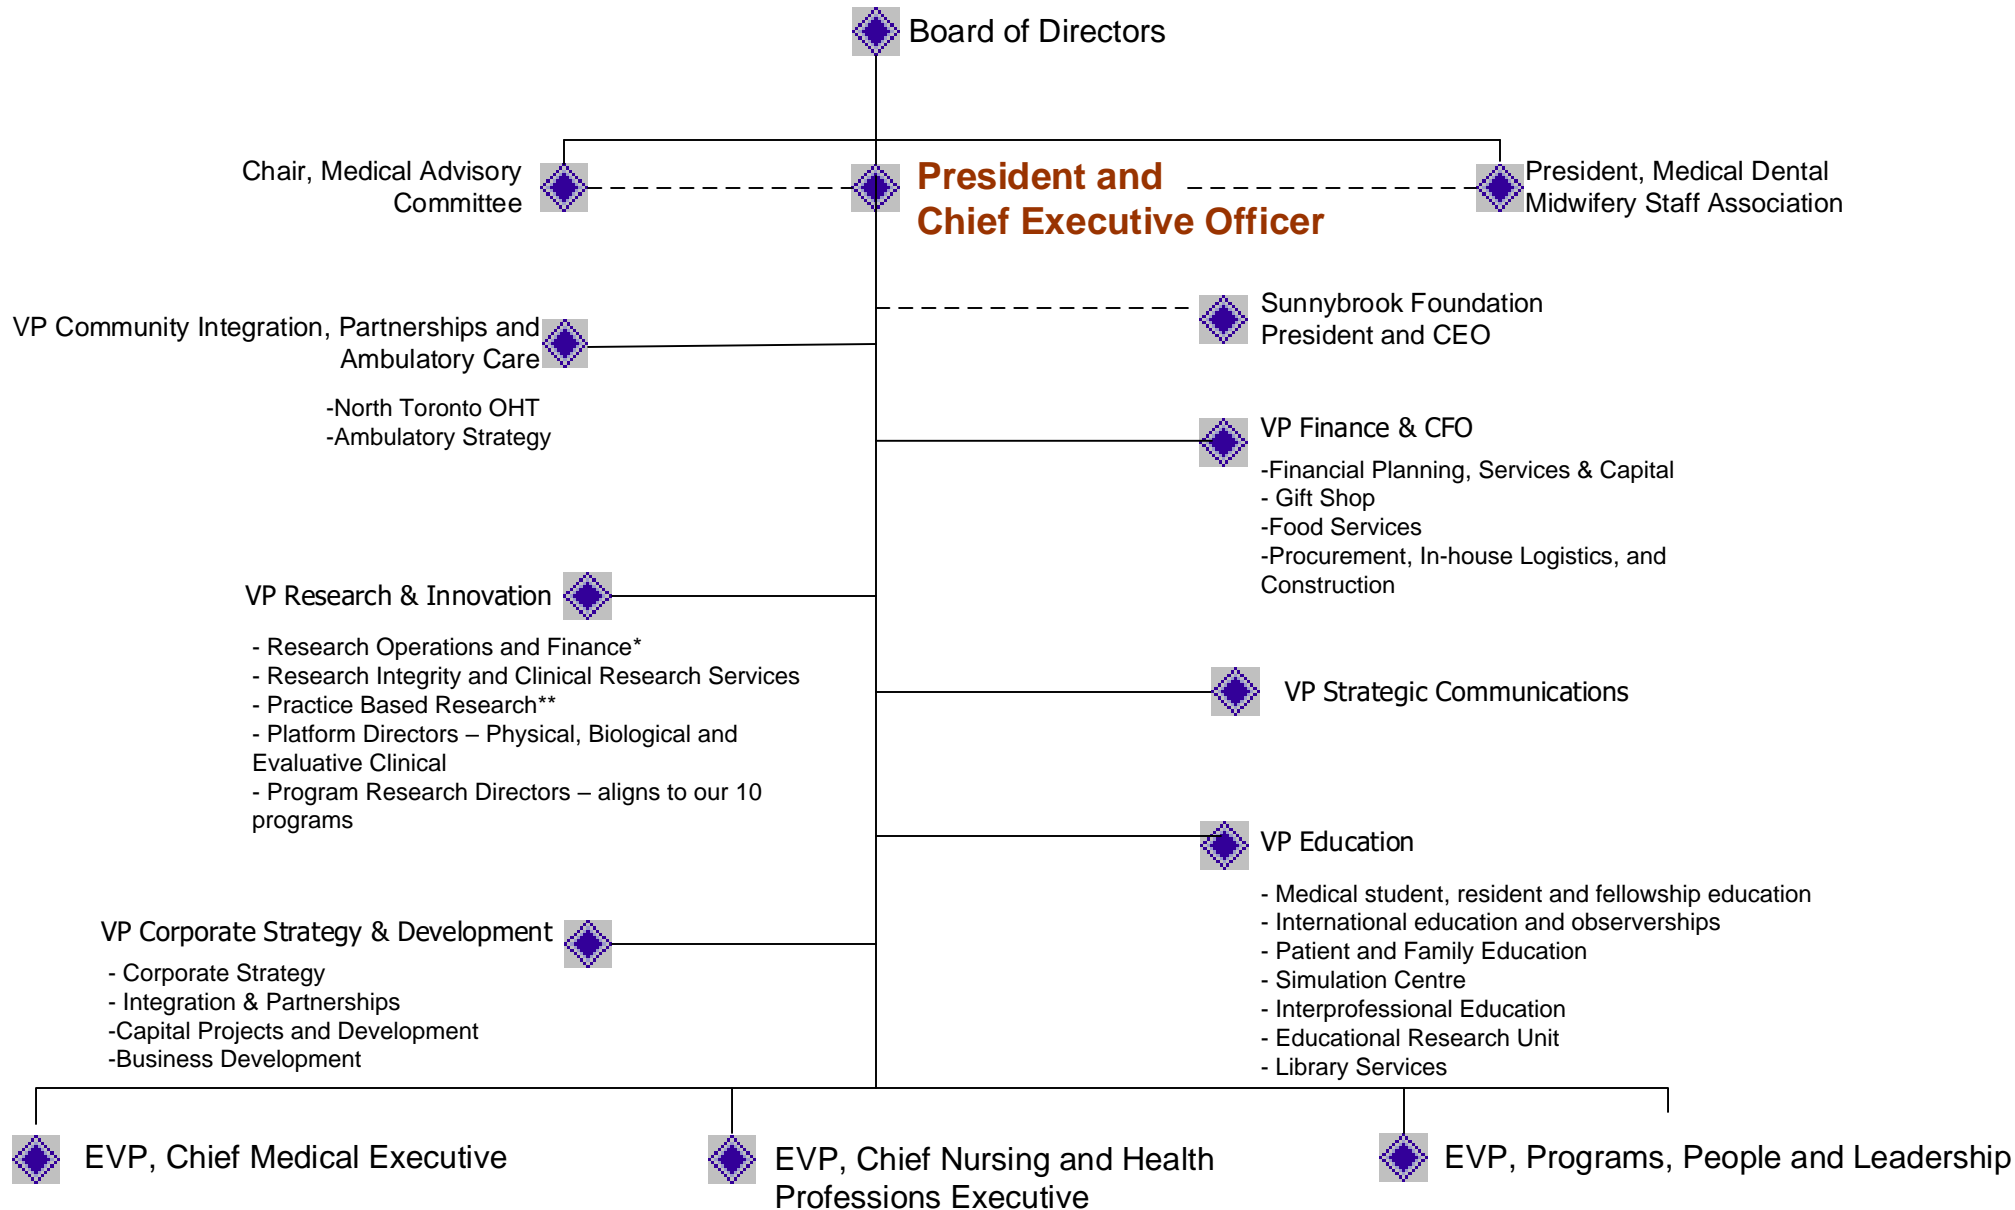 Board of Directors
Chair, Medical Advisory
Committee
President and
Chief Executive Officer
President, Medical Dental
Midwifery Staff Association
VP Community Integration, Partnerships and
Ambulatory Care
-North Toronto OHT
-Ambulatory Strategy
Sunnybrook Foundation
President and CEO
VP Finance & CFO
-Financial Planning, Services & Capital
- Gift Shop
-Food Services
-Procurement, In-house Logistics, and
Construction
VP Research & Innovation
- Research Operations and Finance*
- Research Integrity and Clinical Research Services
- Practice Based Research**
- Platform Directors – Physical, Biological and
Evaluative Clinical
- Program Research Directors – aligns to our 10
programs
VP Strategic Communications
VP Education
- Medical student, resident and fellowship education
- International education and observerships
- Patient and Family Education
- Simulation Centre
- Interprofessional Education
- Educational Research Unit
- Library Services
VP Corporate Strategy & Development
- Corporate Strategy
- Integration & Partnerships
-Capital Projects and Development
-Business Development
EVP, Chief Medical Executive
EVP, Chief Nursing and Health
Professions Executive
EVP, Programs, People and Leadership